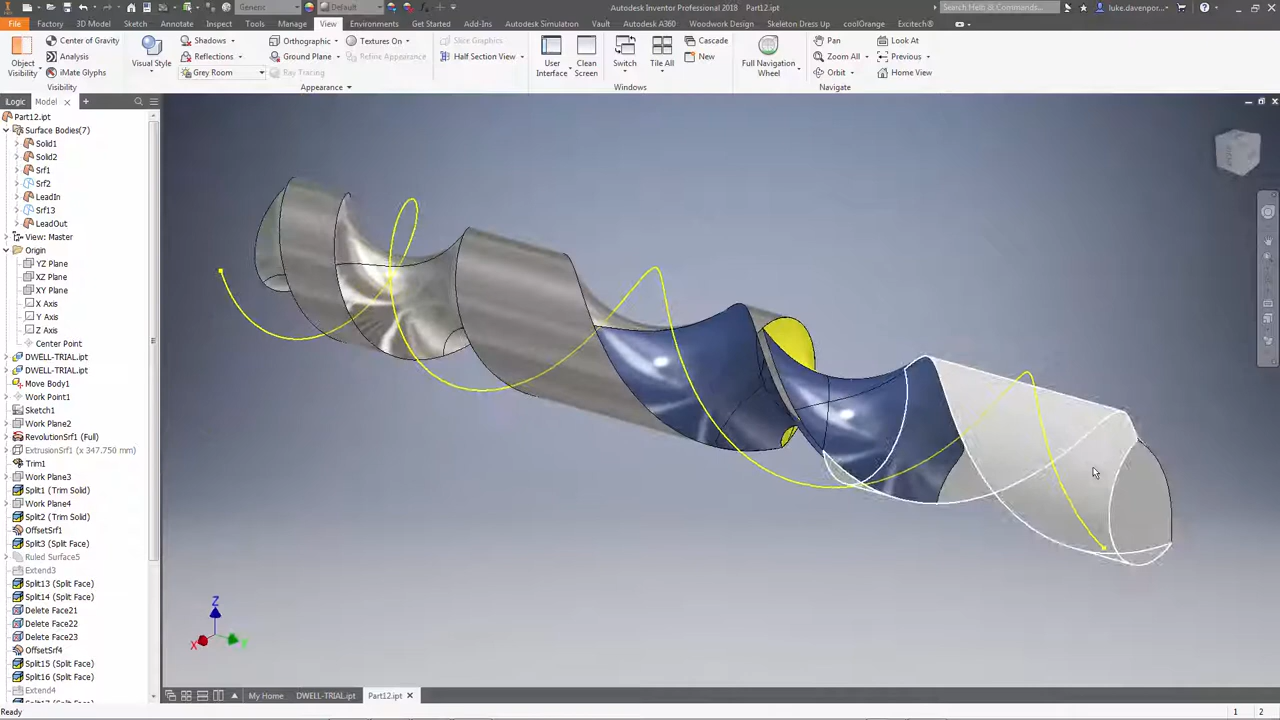 Generic
Default
Autodesk Inventor Professional 2018   Part12.ipt
Search Help & Commands...
luke.davenpor...
File Factory 3D Model Sketch Annotate Inspect Tools Manage View Environments Get Started Add-Ins Autodesk Simulation Vault Autodesk A360 Woodwork Design Skeleton Dress Up coolOrange Excitech®
Object Visibility
Center of Gravity
Analysis
iMate Glyphs
Visibility
Visual Style
Shadows
Reflections
Grey Room
Orthographic
Ground Plane
Ray Tracing
Textures On
Refine Appearance
Appearance
Slice Graphics
Half Section View
User Interface
Clean Screen
Switch
Tile All
Cascade
New
Windows
Full Navigation Wheel
Pan
Zoom All
Orbit
Look At
Previous
Home View
Navigate
iLogic Model
Part12.ipt
Surface Bodies(7)
Solid1
Solid2
Srf1
Srf2
LeadIn
Srf13
LeadOut
View: Master
Origin
YZ Plane
XZ Plane
XY Plane
X Axis
Y Axis
Z Axis
Center Point
DWELL-TRIAL.ipt
DWELL-TRIAL.ipt
Move Body1
Work Point1
Sketch1
Work Plane2
RevolutionSrf1 (Full)
ExtrusionSrf1 (x 347.750 mm)
Trim1
Work Plane3
Split1 (Trim Solid)
Work Plane4
Split2 (Trim Solid)
OffsetSrf1
Split3 (Split Face)
Ruled Surface5
Extend3
Split13 (Split Face)
Split14 (Split Face)
Delete Face21
Delete Face22
Delete Face23
OffsetSrf4
Split15 (Split Face)
Split16 (Split Face)
Extend4
Z
X
My Home DWELL-TRIAL.ipt Part12.ipt
Ready
1 2